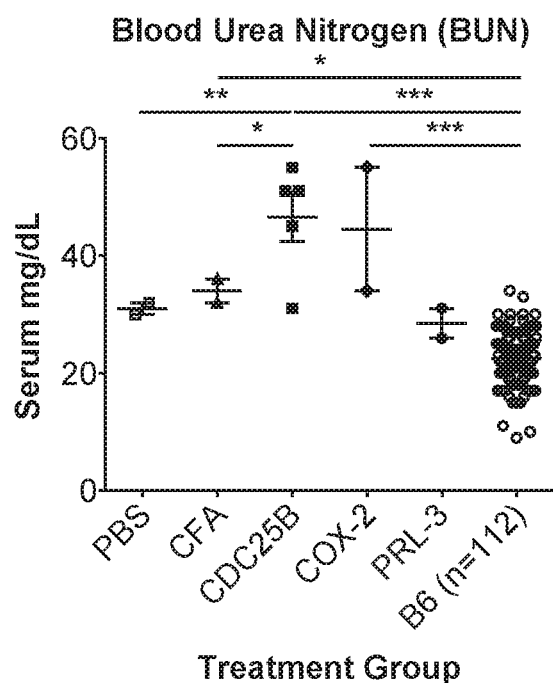 Blood Urea Nitrogen (BUN)
*
** ***
* ***
60
40
20
0
Serum mg/dL
PBS
CFA
CDC25B
COX-2
PRL-3
B6 (n=112)
Treatment Group